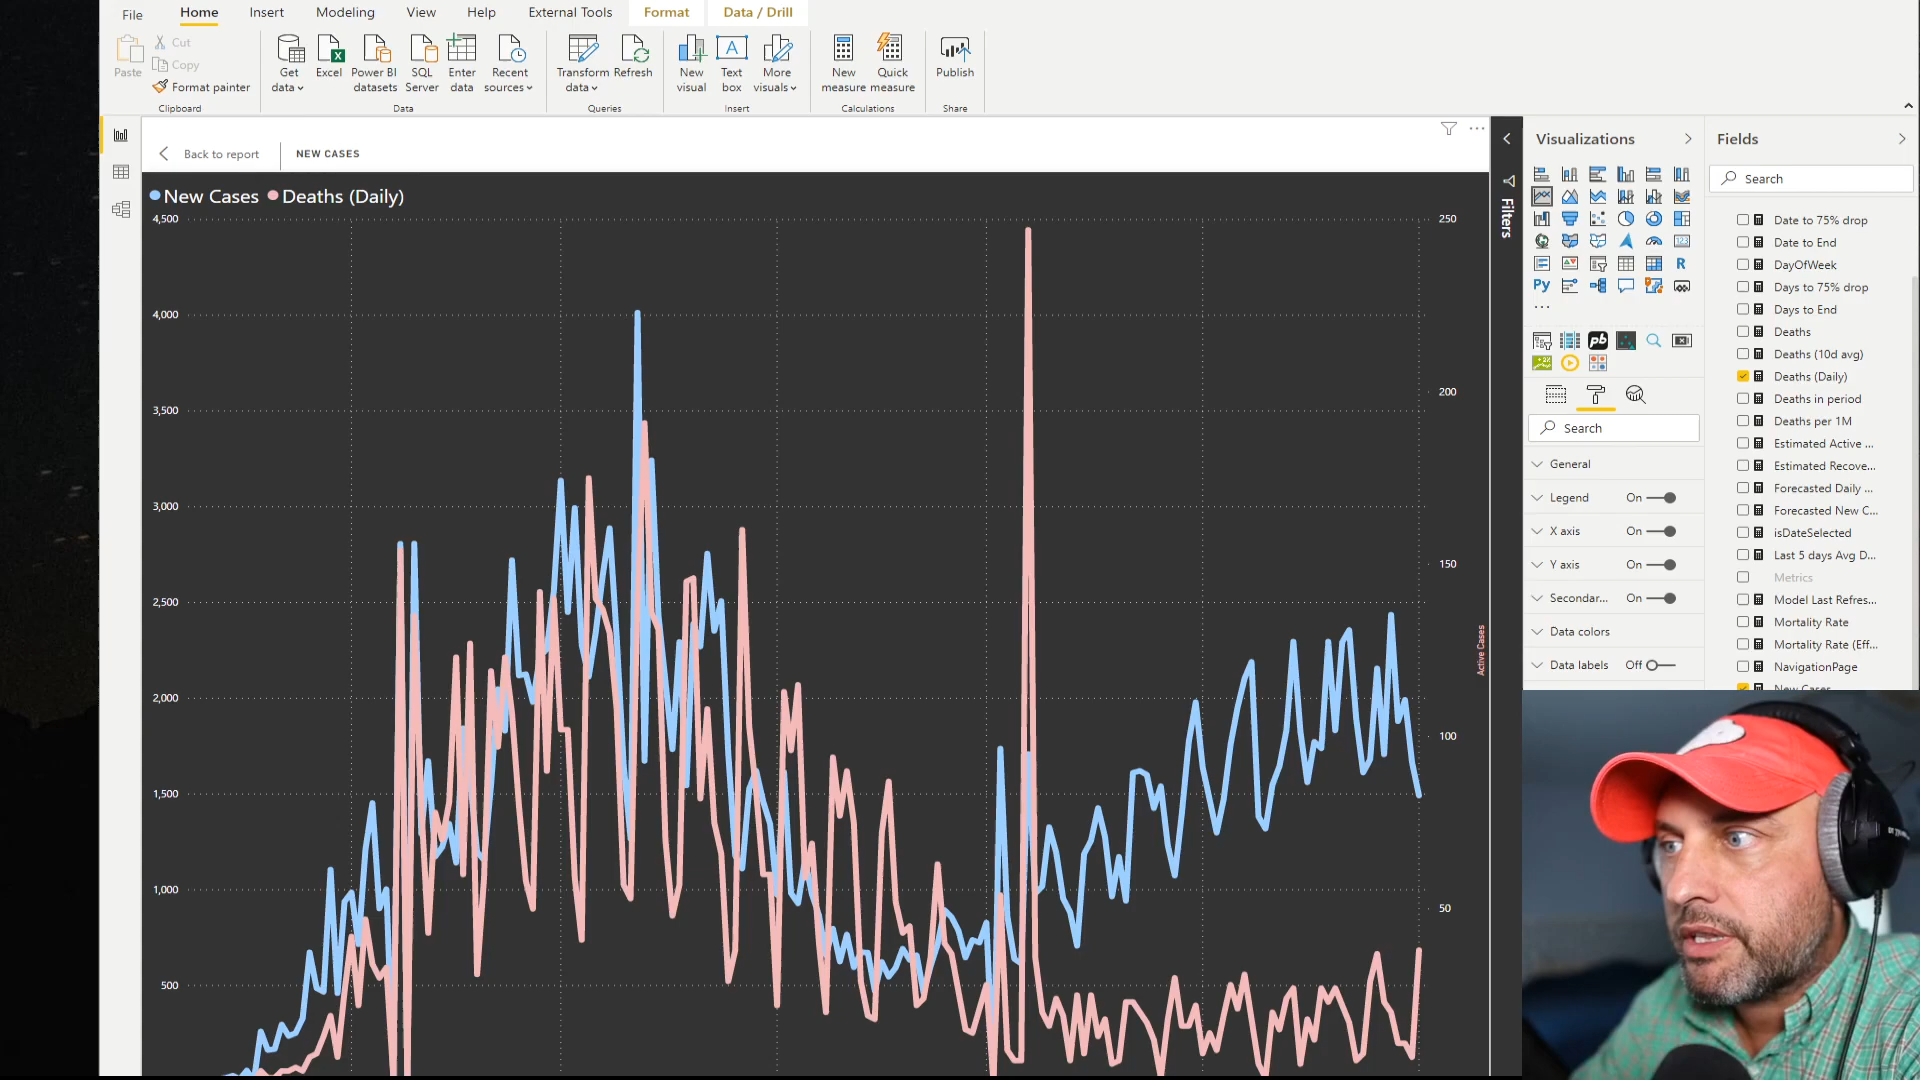 File
Home
Insert
Modeling
View
Help
External Tools
Format
Data / Drill
Paste
Cut
Copy
Format painter
Clipboard
Get data
Excel
Power BI datasets
SQL Server
Enter data
Recent sources
Data
Transform data
Refresh
Queries
New visual
A
Text box
More visuals
Insert
New measure
Quick measure
Calculations
Publish
Share
Back to report
NEW CASES
New Cases
Deaths (Daily)
4,500
4,000
3,500
3,000
2,500
2,000
1,500
1,000
500
250
200
150
100
50
Active Cases
Filters
Visualizations
123
R
Py
pb
Search
General
Legend On
X axis On
Y axis On
Secondar... On
Data colors
Data labels Off
Fields
Search
Date to 75% drop
Date to End
DayOfWeek
Days to 75% drop
Days to End
Deaths
Deaths (10d avg)
Deaths (Daily)
Deaths in period
Deaths per 1M
Estimated Active ...
Estimated Recove...
Forecasted Daily ...
Forecasted New C...
isDateSelected
Last 5 days Avg D...
Metrics
Model Last Refres...
Mortality Rate
Mortality Rate (Eff...
NavigationPage
New Cases